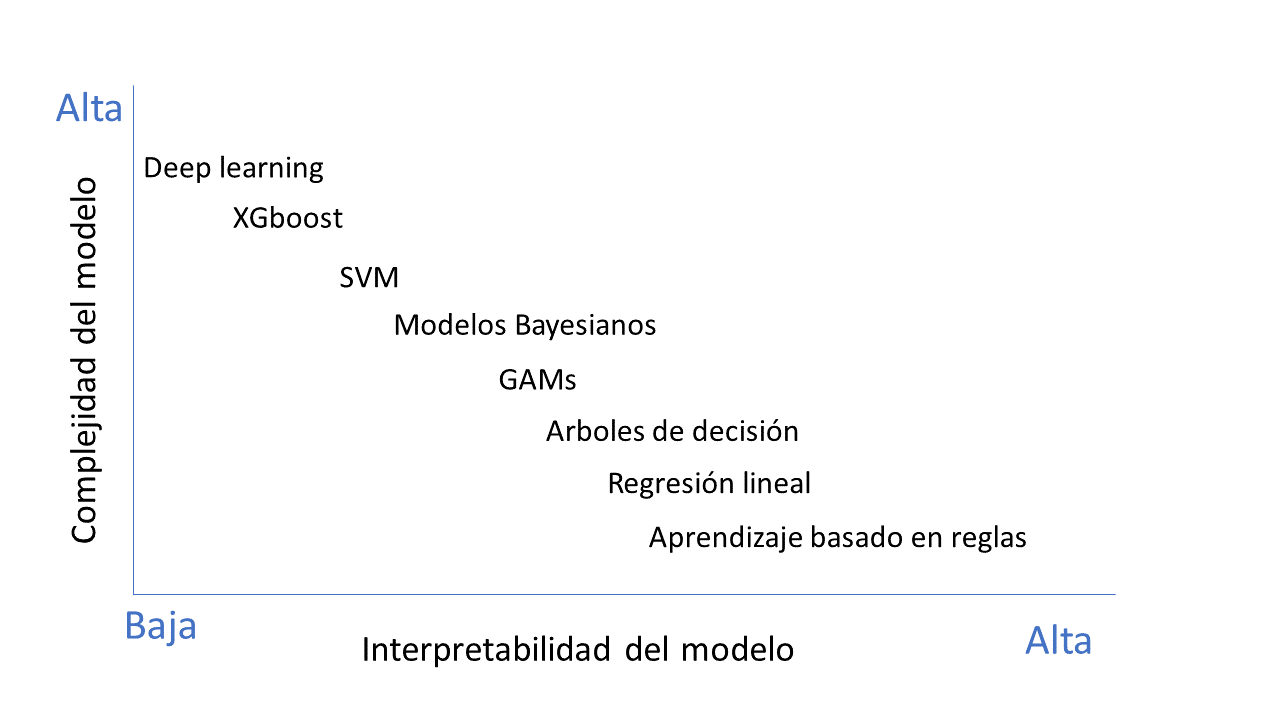 Alta
Complejidad del modelo
Deep learning
XGboost
SVM
Modelos Bayesianos
GAMs
Arboles de decisión
Regresión lineal
Aprendizaje basado en reglas
Baja
Interpretabilidad del modelo
Alta